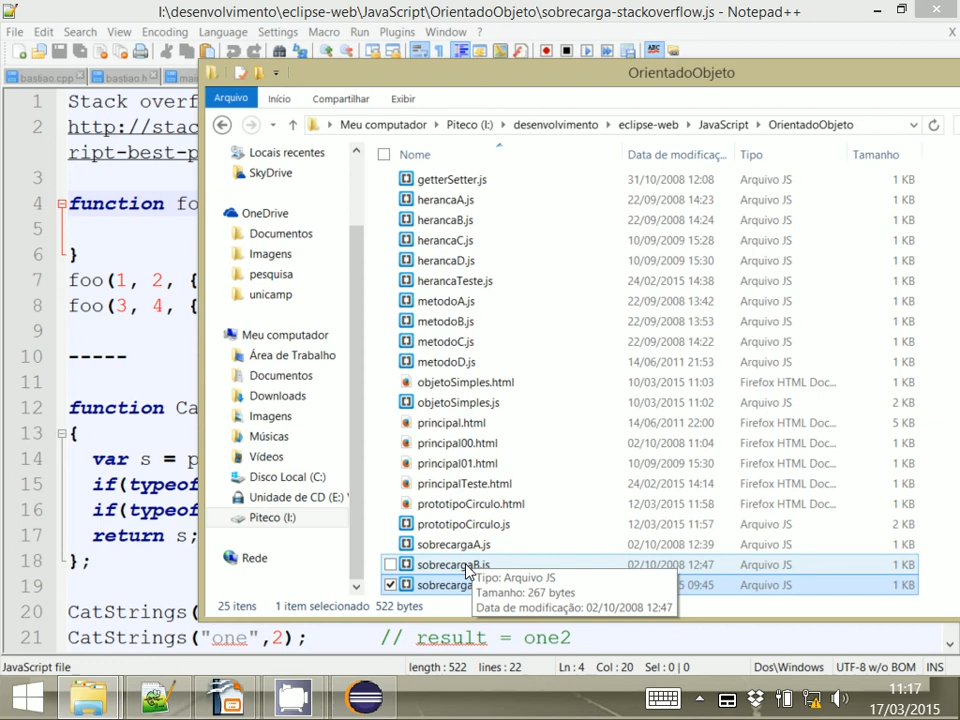 I:\desenvolvimento\eclipse-web\JavaScript\OrientadoObjeto\sobrecarga-stackoverflow.js - Notepad++
File Edit Search View Encoding Language Settings Macro Run Plugins Window ? X
bastiao.cpp bastiao.h mai
OrientadoObjeto
Arquivo Início Compartilhar Exibir
Meu computador Piteco (I:) desenvolvimento eclipse-web JavaScript OrientadoObjeto
Nome Data de modificaç... Tipo Tamanho
Locais recentes
SkyDrive
OneDrive
Documentos
Imagens
pesquisa
unicamp
Meu computador
Área de Trabalho
Documentos
Downloads
Imagens
Músicas
Vídeos
Disco Local (C:)
Unidade de CD (E:)
Piteco (I:)
Rede
getterSetter.js 31/10/2008 12:08 Arquivo JS 1 KB
herancaA.js 22/09/2008 14:23 Arquivo JS 1 KB
herancaB.js 22/09/2008 14:24 Arquivo JS 1 KB
herancaC.js 10/09/2009 15:28 Arquivo JS 1 KB
herancaD.js 10/09/2009 15:30 Arquivo JS 1 KB
herancaTeste.js 24/02/2015 14:38 Arquivo JS 1 KB
metodoA.js 22/09/2008 13:42 Arquivo JS 1 KB
metodoB.js 22/09/2008 13:53 Arquivo JS 1 KB
metodoC.js 22/09/2008 14:22 Arquivo JS 1 KB
metodoD.js 14/06/2011 21:53 Arquivo JS 1 KB
objetoSimples.html 10/03/2015 11:03 Firefox HTML Doc... 1 KB
objetoSimples.js 10/03/2015 11:02 Arquivo JS 2 KB
principal.html 14/06/2011 22:00 Firefox HTML Doc... 5 KB
principal00.html 02/10/2008 11:04 Firefox HTML Doc... 1 KB
principal01.html 10/09/2009 15:30 Firefox HTML Doc... 1 KB
principalTeste.html 24/02/2015 14:14 Firefox HTML Doc... 1 KB
prototipoCirculo.html 12/03/2015 11:58 Firefox HTML Doc... 1 KB
prototipoCirculo.js 12/03/2015 11:57 Arquivo JS 2 KB
sobrecargaA.js 02/10/2008 12:39 Arquivo JS 1 KB
sobrecargaB.js 02/10/2008 12:47 Arquivo JS 1 KB
sobrecarga 5 09:45 Arquivo JS 1 KB
Tipo: Arquivo JS
Tamanho: 267 bytes
Data de modificação: 02/10/2008 12:47
25 itens 1 item selecionado 522 bytes
1 Stack overf
2 http://stac
ript-best-p
3
4 function fo
5
6 }
7 foo(1, 2, {
8 foo(3, 4, {
9
10 -----
11
12 function Ca
13 {
14 var s = p
15 if(typeof
16 if(typeof
17 return s;
18 };
19
20 CatStrings(
21 CatStrings("one",2); // result = one2
JavaScript file length : 522 lines : 22 Ln : 4 Col : 20 Sel : 0 | 0 Dos\Windows UTF-8 w/o BOM INS
11:17
17/03/2015